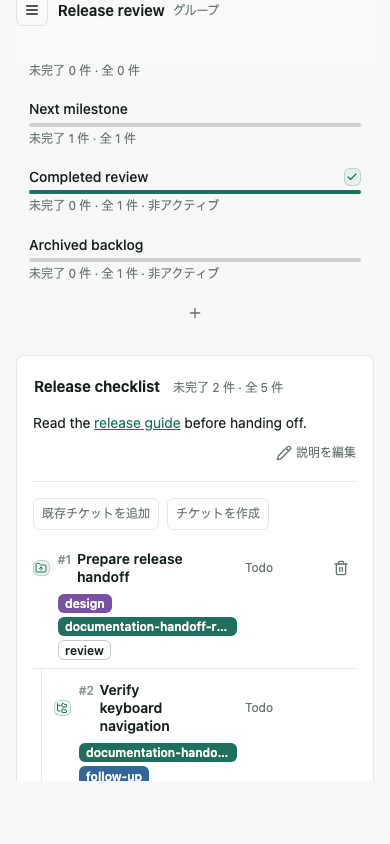 Release review グループ
未完了 0 件 · 全 0 件
Next milestone
未完了 1 件 · 全 1 件
Completed review
未完了 0 件 · 全 1 件 · 非アクティブ
Archived backlog
未完了 0 件 · 全 1 件 · 非アクティブ
Release checklist 未完了 2 件 · 全 5 件
Read the release guide before handing off.
説明を編集
既存チケットを追加 チケットを作成
#1 Prepare release Todo
handoff
design
documentation-handoff-r...
review
#2 Verify
keyboard Todo
navigation
documentation-hando...
follow-up